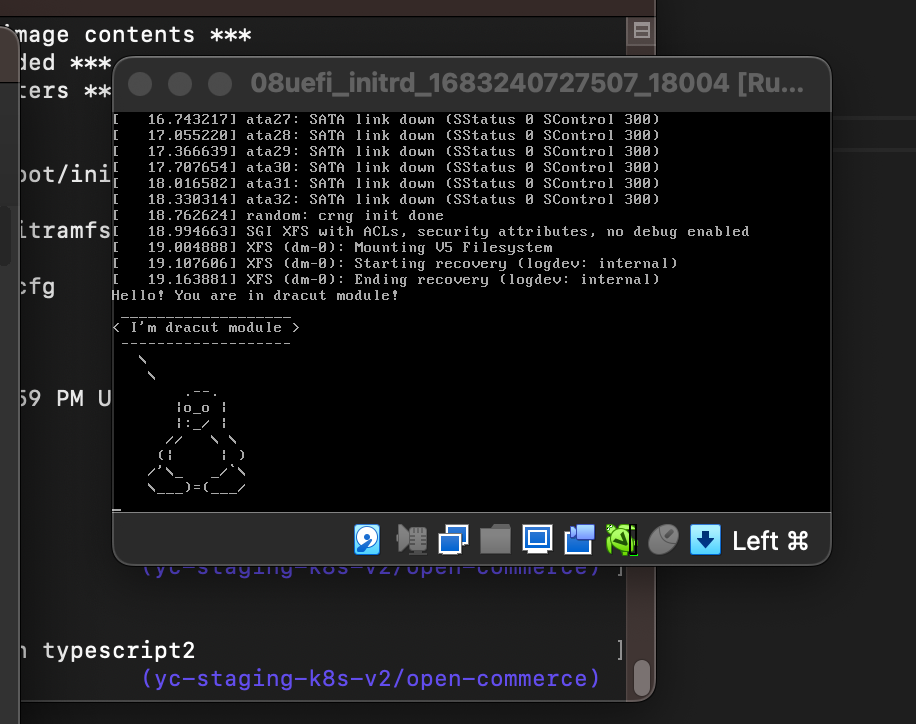 image contents ***
ded ***
ters **
08uefi_initrd_1683240727507_18004 [Ru...
[   16.743217] ata27: SATA link down (SStatus 0 SControl 300)
[   17.055220] ata28: SATA link down (SStatus 0 SControl 300)
[   17.366639] ata29: SATA link down (SStatus 0 SControl 300)
[   17.707654] ata30: SATA link down (SStatus 0 SControl 300)
[   18.016582] ata31: SATA link down (SStatus 0 SControl 300)
[   18.330314] ata32: SATA link down (SStatus 0 SControl 300)
[   18.762624] random: crng init done
[   18.994663] SGI XFS with ACLs, security attributes, no debug enabled
[   19.004888] XFS (dm-0): Mounting V5 Filesystem
[   19.107606] XFS (dm-0): Starting recovery (logdev: internal)
[   19.163881] XFS (dm-0): Ending recovery (logdev: internal)
Hello! You are in dracut module!
 ___________________
< I'm dracut module >
 -------------------
   \
    \
        .--.
       |o_o |
       |:_/ |
      //   \ \
     (|     | )
    /'\_   _/`\
    \___)=(___/
oot/ini
itramfs
cfg
59 PM U
Left ⌘
(yc-staging-k8s-v2/open-commerce) ]
n typescript2 ]
(yc-staging-k8s-v2/open-commerce)